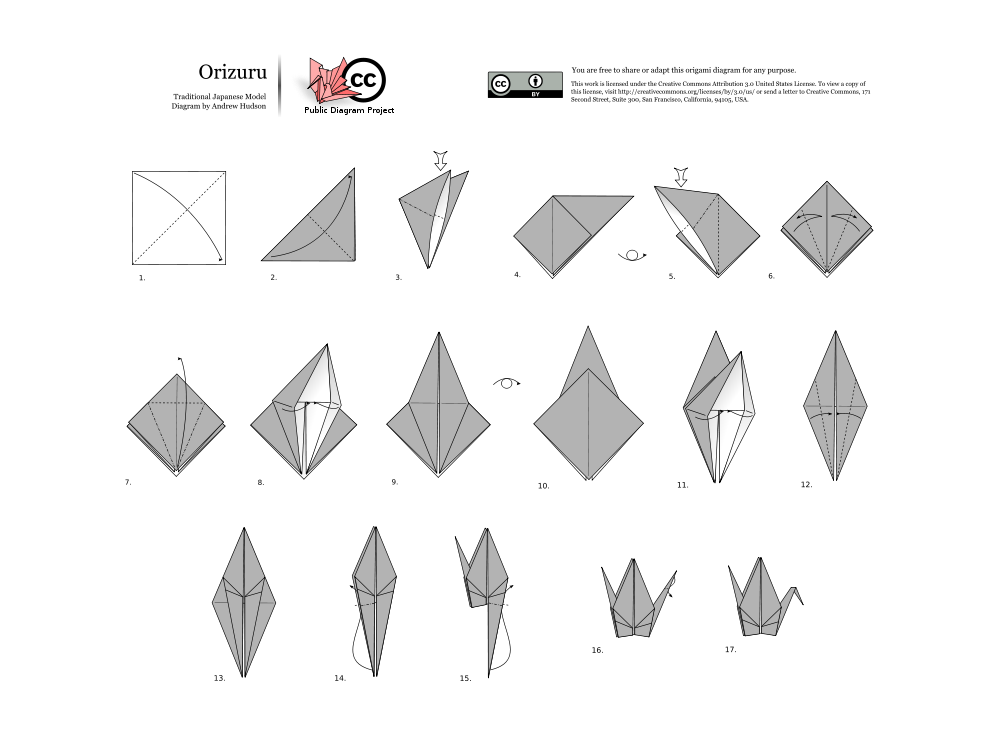 Orizuru
Traditional Japanese Model
Diagram by Andrew Hudson
cc
Public Diagram Project
cc
BY
You are free to share or adapt this origami diagram for any purpose.
This work is licensed under the Creative Commons Attribution 3.0 United States License. To view a copy of
this license, visit http://creativecommons.org/licenses/by/3.0/us/ or send a letter to Creative Commons, 171
Second Street, Suite 300, San Francisco, California, 94105, USA.
1.
2.
3.
4.
5.
6.
7.
8.
9.
10.
11.
12.
13.
14.
15.
16.
17.